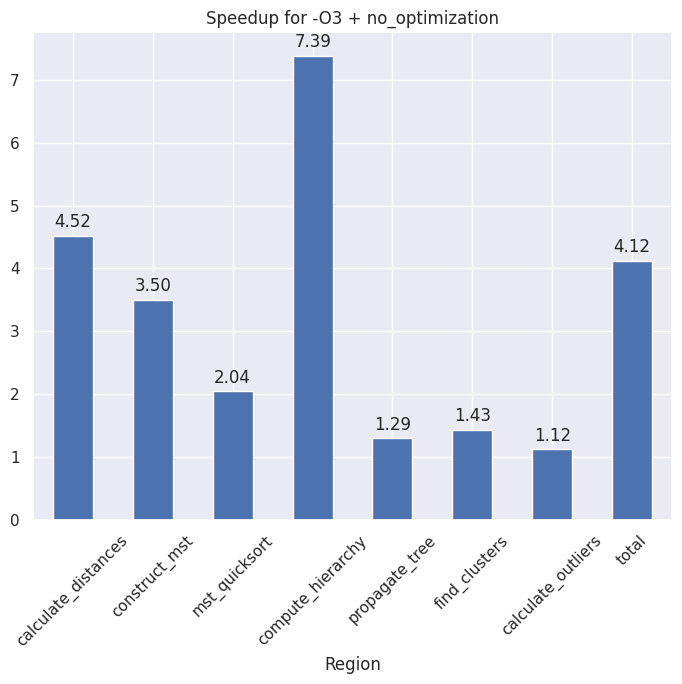 Speedup for -O3 + no_optimization
7.39
7
6
5
4.52
4.12
4
3.50
3
2.04
2
1.29
1.43
1.12
1
0
calculate_distances
construct_mst
mst_quicksort
compute_hierarchy
propagate_tree
find_clusters
calculate_outliers
total
Region